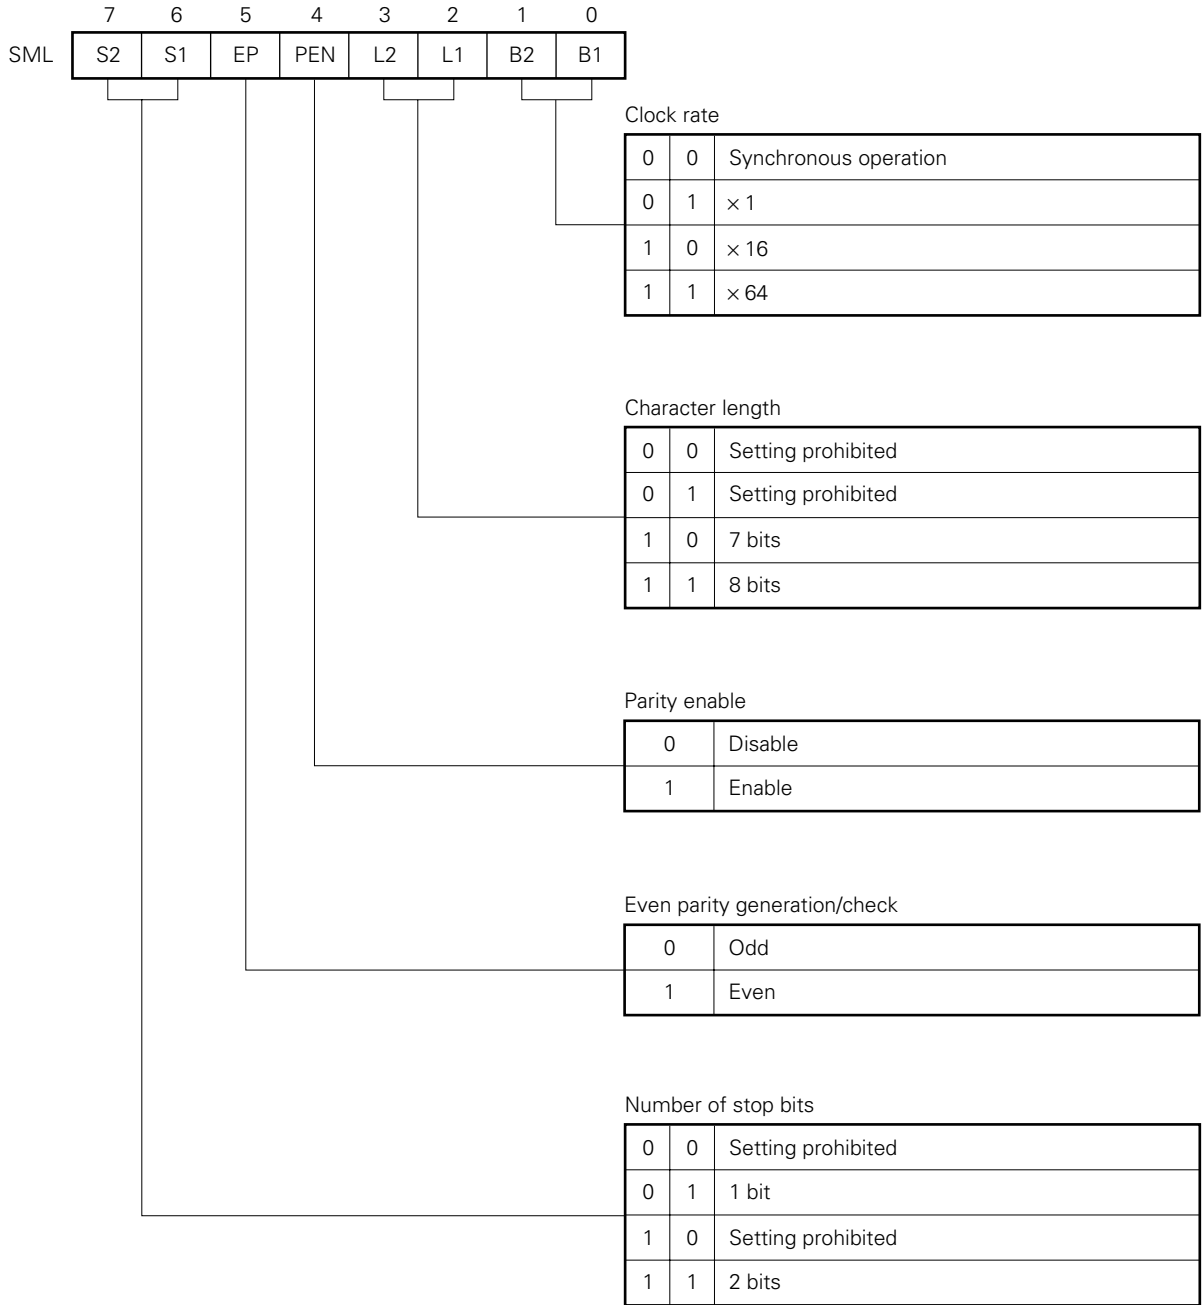 7 6 5 4 3 2 1 0
SML S2 S1 EP PEN L2 L1 B2 B1
Clock rate
0 0 Synchronous operation
0 1 × 1
1 0 × 16
1 1 × 64
Character length
0 0 Setting prohibited
0 1 Setting prohibited
1 0 7 bits
1 1 8 bits
Parity enable
0 Disable
1 Enable
Even parity generation/check
0 Odd
1 Even
Number of stop bits
0 0 Setting prohibited
0 1 1 bit
1 0 Setting prohibited
1 1 2 bits